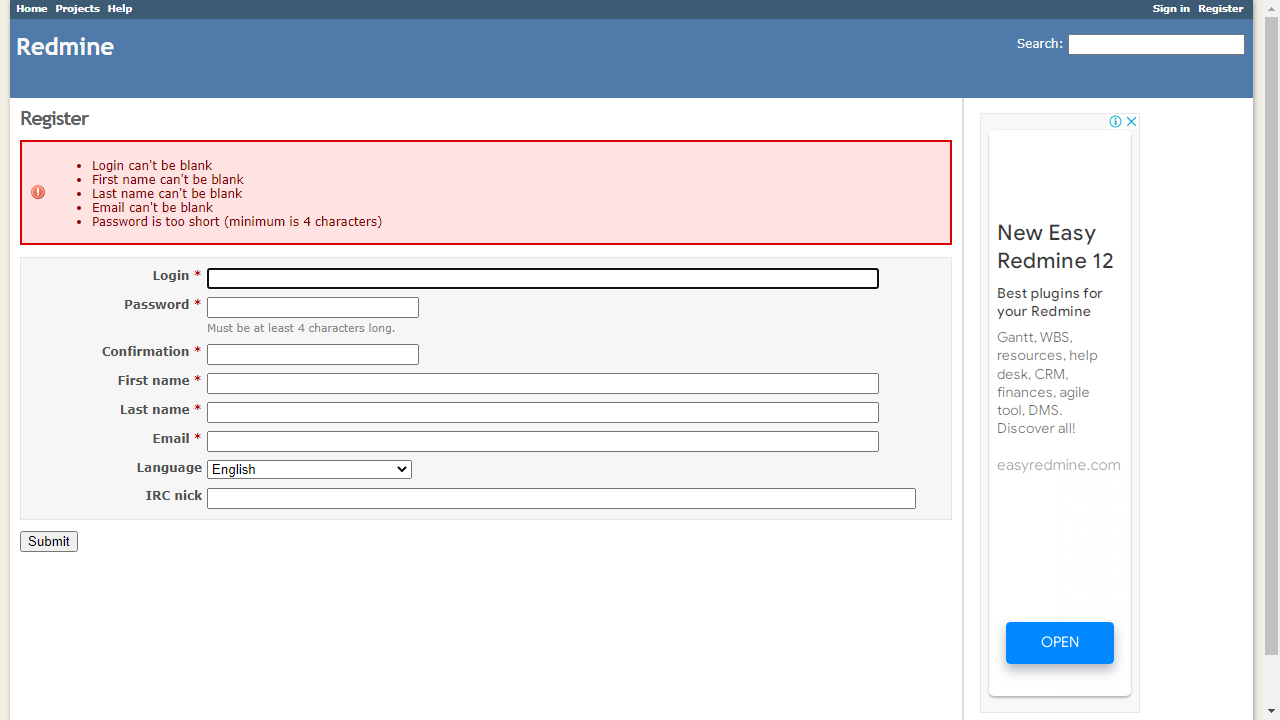 Home Projects Help Sign in Register
Redmine
Search:
Register
Login can't be blank
First name can't be blank
Last name can't be blank
Email can't be blank
Password is too short (minimum is 4 characters)
Login *
Password *
Must be at least 4 characters long.
Confirmation *
First name *
Last name *
Email *
Language English
IRC nick
Submit
New Easy
Redmine 12
Best plugins for
your Redmine
Gantt, WBS,
resources, help
desk, CRM,
finances, agile
tool, DMS.
Discover all!
easyredmine.com
OPEN